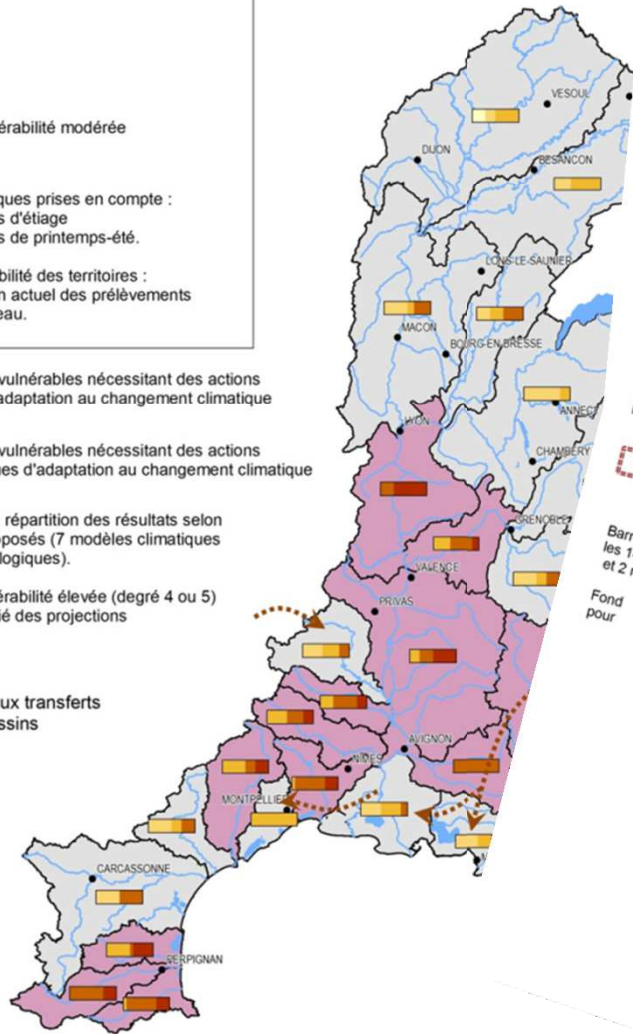 érabilité modérée
ques prises en compte :
s d'étiage
s de printemps-été.
bilité des territoires :
n actuel des prélèvements
eau.
vulnérables nécessitant des actions
adaptation au changement climatique
vulnérables nécessitant des actions
ues d'adaptation au changement climatique
répartition des résultats selon
posés (7 modèles climatiques
logiques).
érabilité élevée (degré 4 ou 5)
ié des projections
ux transferts
ssins
VESOUL
DIJON
BESANCON
LONS-LE-SAUNIER
MACON
BOURG-EN-BRESSE
ANNEC
LYON
CHAMBERY
GRENOBLE
VALENCE
PRIVAS
AVIGNON
NIMES
MONTPELLIER
CARCASSONNE
PERPIGNAN
Barr
les 1
et 2 r
Fond
pour